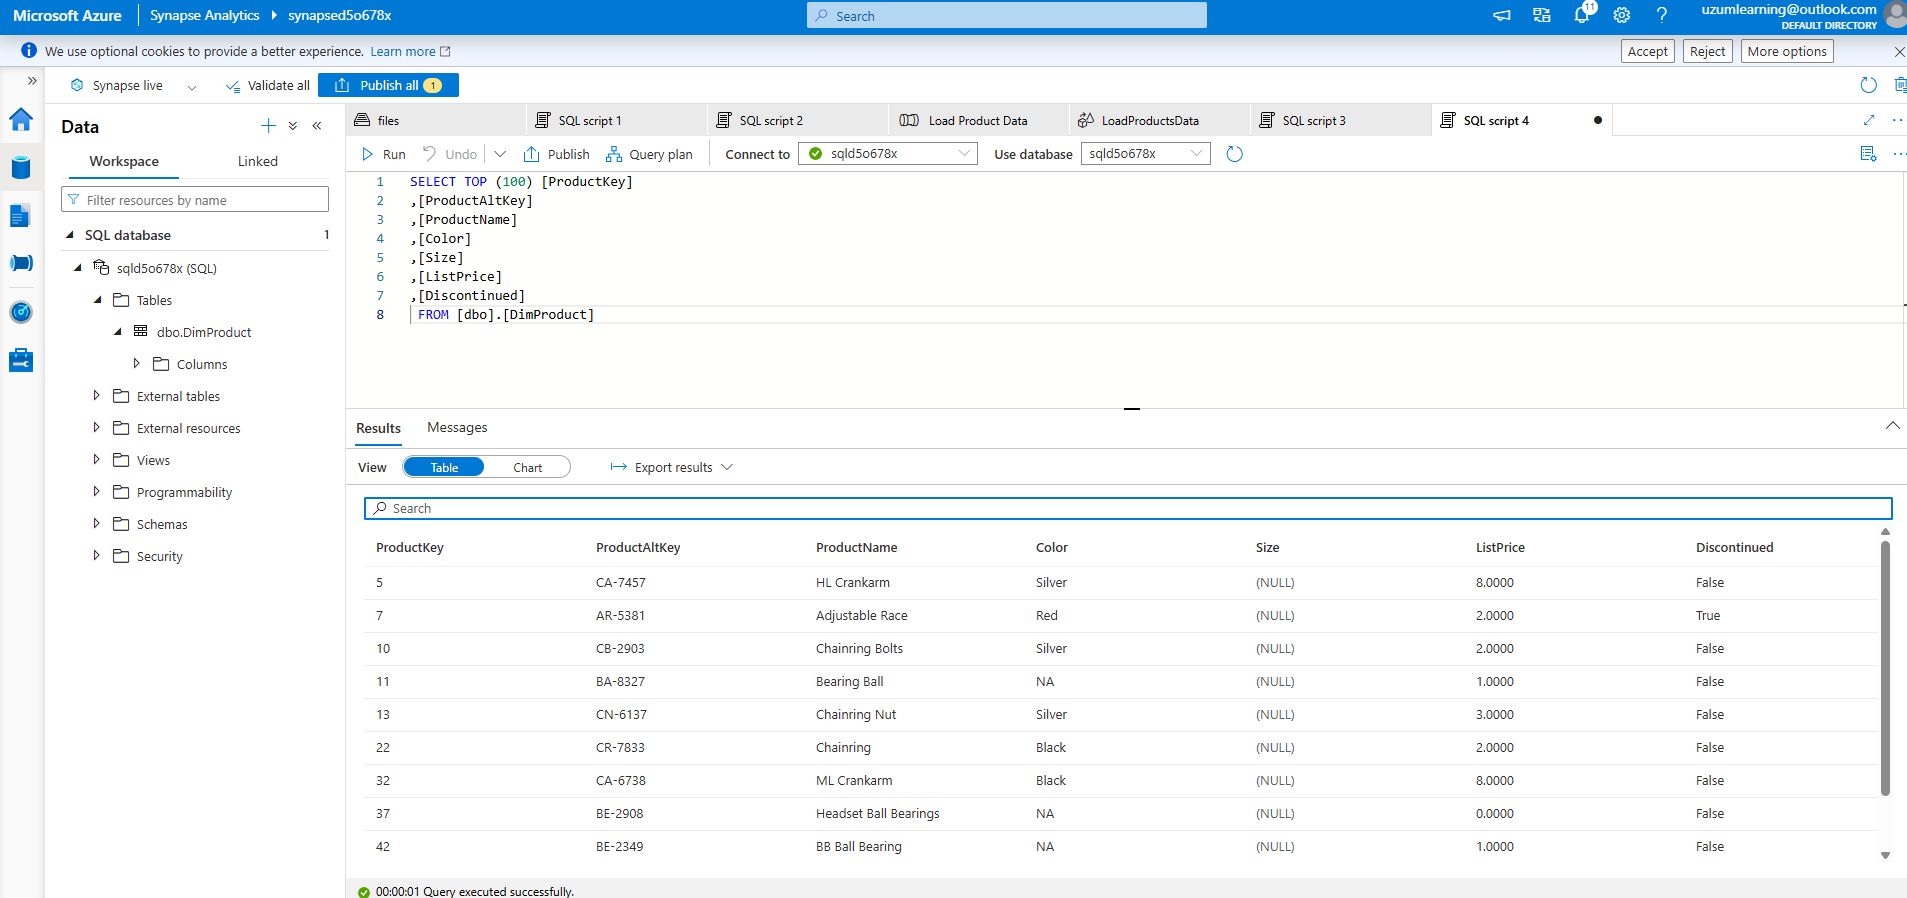 Microsoft Azure
Synapse Analytics
synapsed5o678x
Search
11
uzumlearning@outlook.com
DEFAULT DIRECTORY
We use optional cookies to provide a better experience. Learn more
Accept
Reject
More options
Synapse live
Validate all
Publish all 1
Data
Workspace
Linked
Filter resources by name
SQL database 1
sqld5o678x (SQL)
Tables
dbo.DimProduct
Columns
External tables
External resources
Views
Programmability
Schemas
Security
files
SQL script 1
SQL script 2
Load Product Data
LoadProductsData
SQL script 3
SQL script 4
Run
Undo
Publish
Query plan
Connect to
sqld5o678x
Use database
sqld5o678x
1 SELECT TOP (100) [ProductKey]
2 ,[ProductAltKey]
3 ,[ProductName]
4 ,[Color]
5 ,[Size]
6 ,[ListPrice]
7 ,[Discontinued]
8 FROM [dbo].[DimProduct]
Results
Messages
View
Table
Chart
Export results
Search
ProductKey ProductAltKey ProductName Color Size ListPrice Discontinued
5 CA-7457 HL Crankarm Silver (NULL) 8.0000 False
7 AR-5381 Adjustable Race Red (NULL) 2.0000 True
10 CB-2903 Chainring Bolts Silver (NULL) 2.0000 False
11 BA-8327 Bearing Ball NA (NULL) 1.0000 False
13 CN-6137 Chainring Nut Silver (NULL) 3.0000 False
22 CR-7833 Chainring Black (NULL) 2.0000 False
32 CA-6738 ML Crankarm Black (NULL) 8.0000 False
37 BE-2908 Headset Ball Bearings NA (NULL) 0.0000 False
42 BE-2349 BB Ball Bearing NA (NULL) 1.0000 False
00:00:01 Query executed successfully.